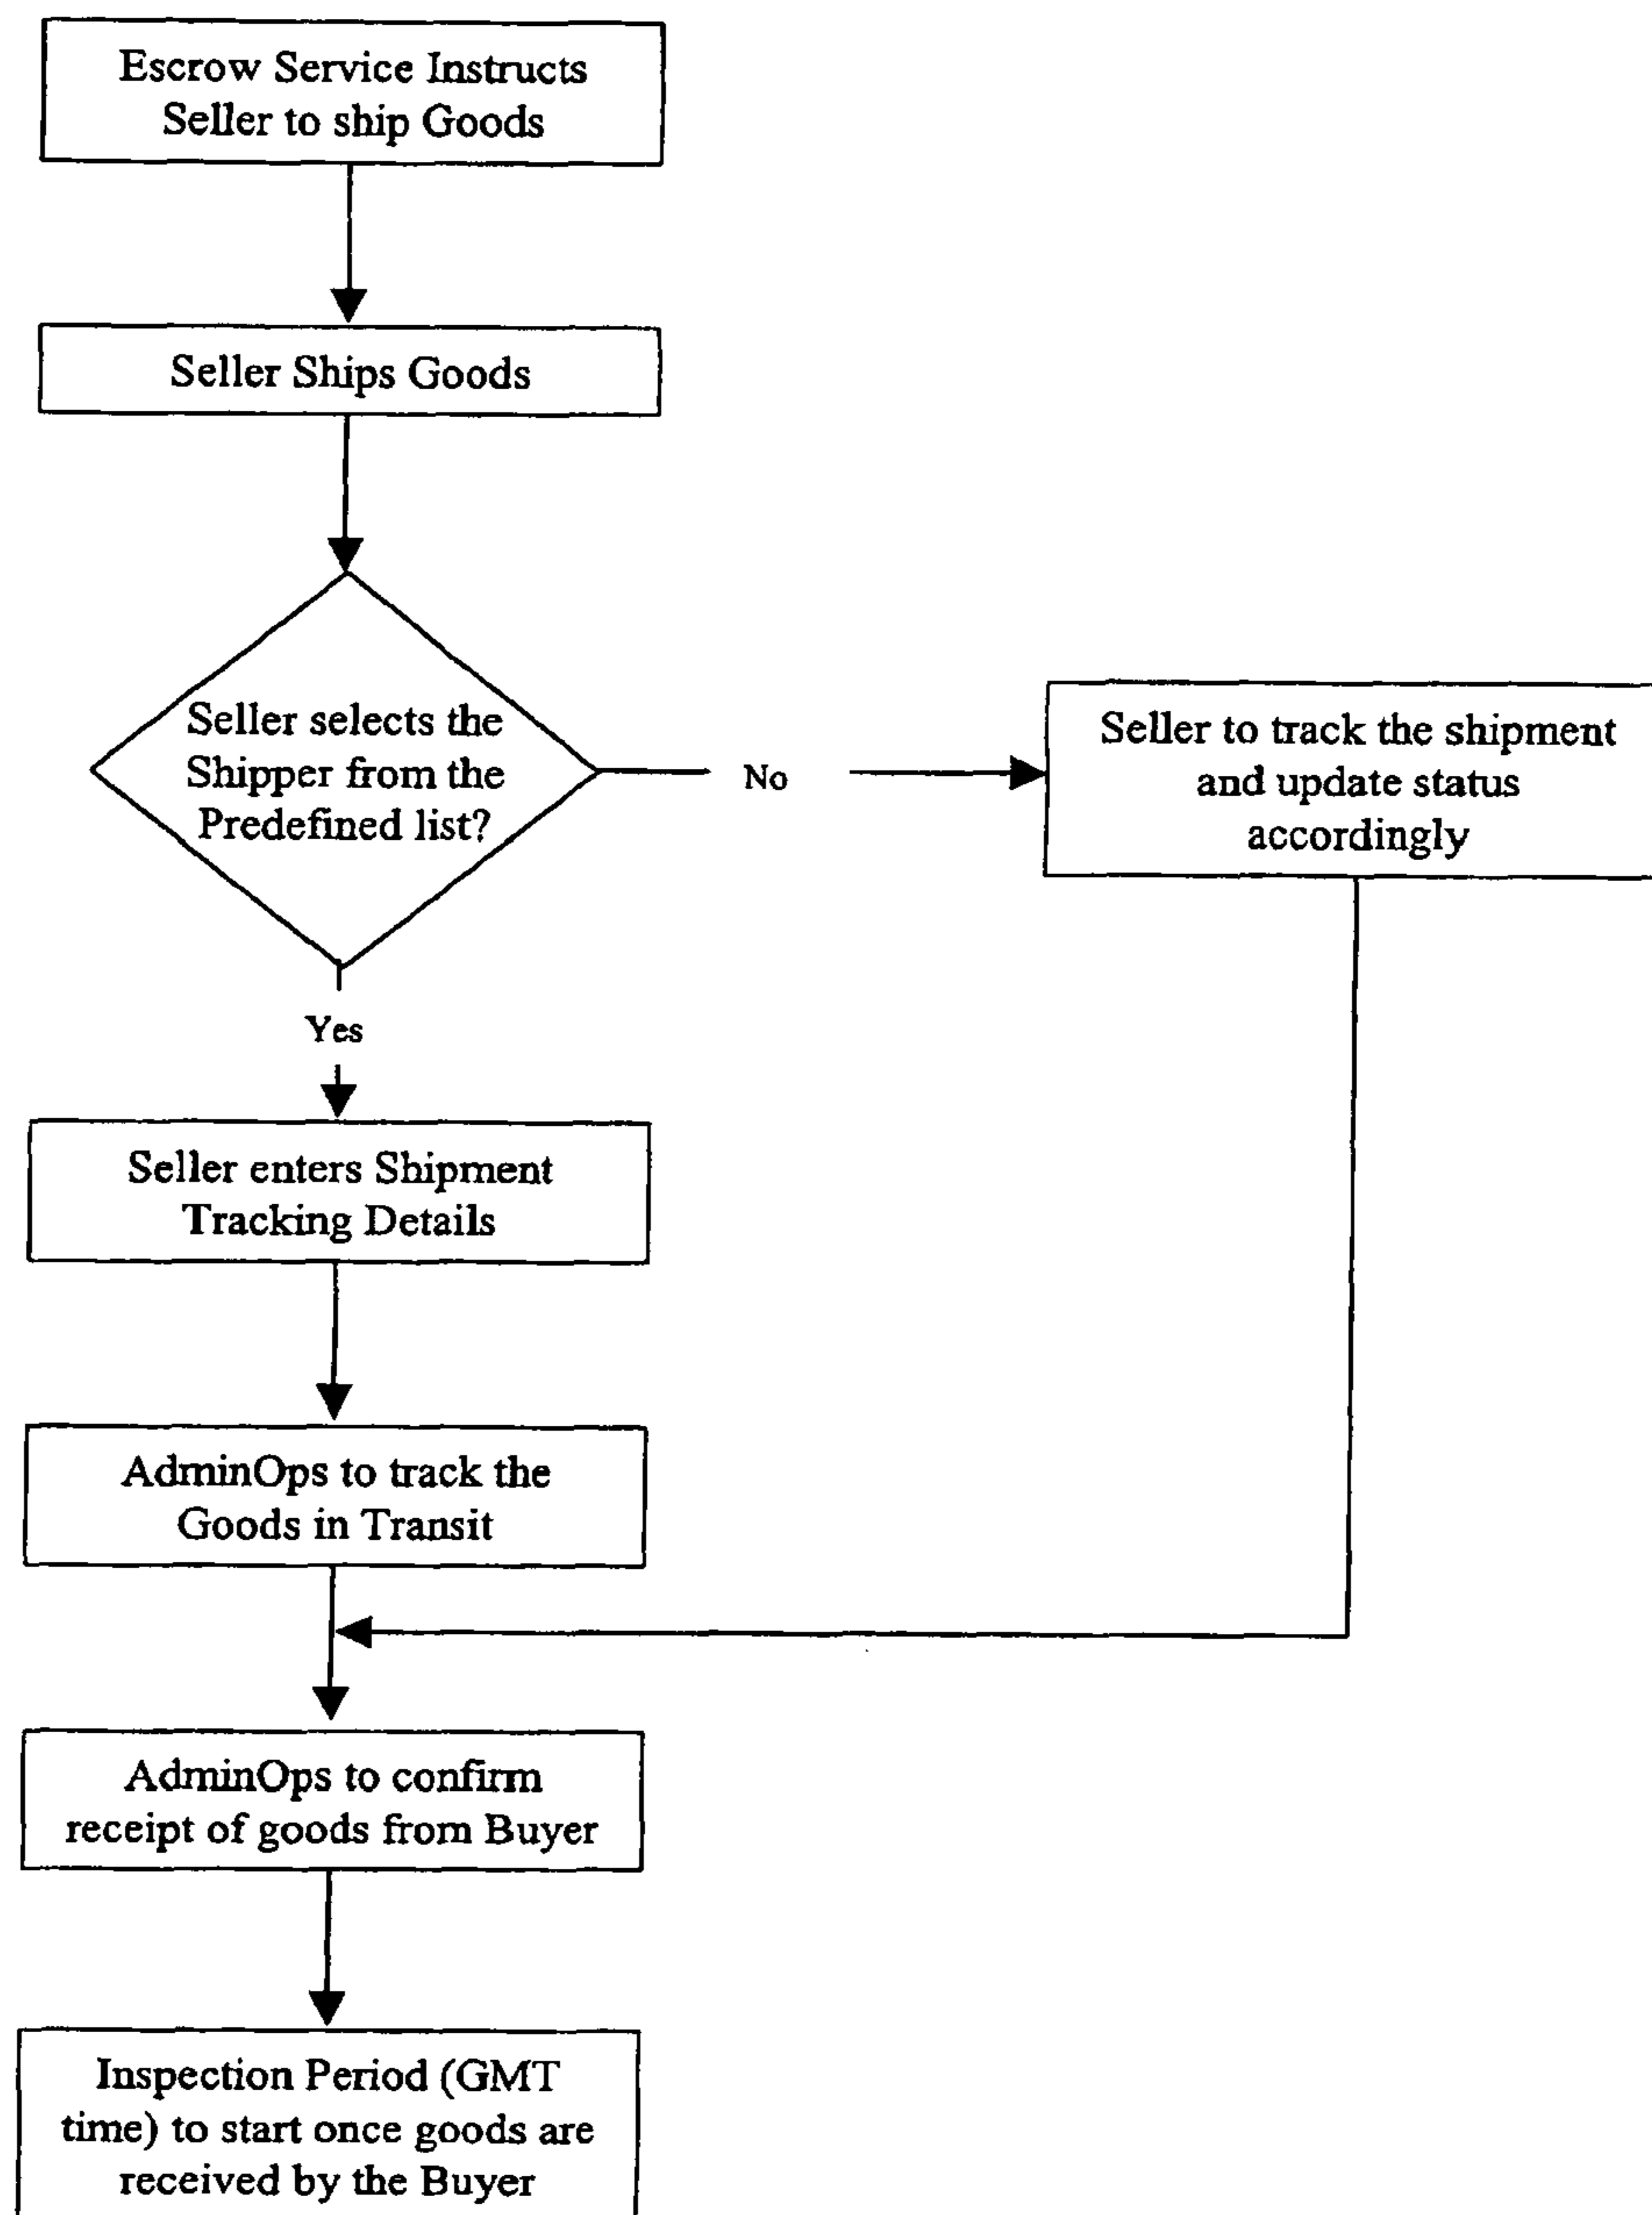 Escrow Service Instructs
Seller to ship Goods
Seller Ships Goods
Seller selects the
Shipper from the
Predefined list?
No
Seller to track the shipment
and update status
accordingly
Yes
Seller enters Shipment
Tracking Details
AdminOps to track the
Goods in Transit
AdminOps to confirm
receipt of goods from Buyer
Inspection Period (GMT
time) to start once goods are
received by the Buyer